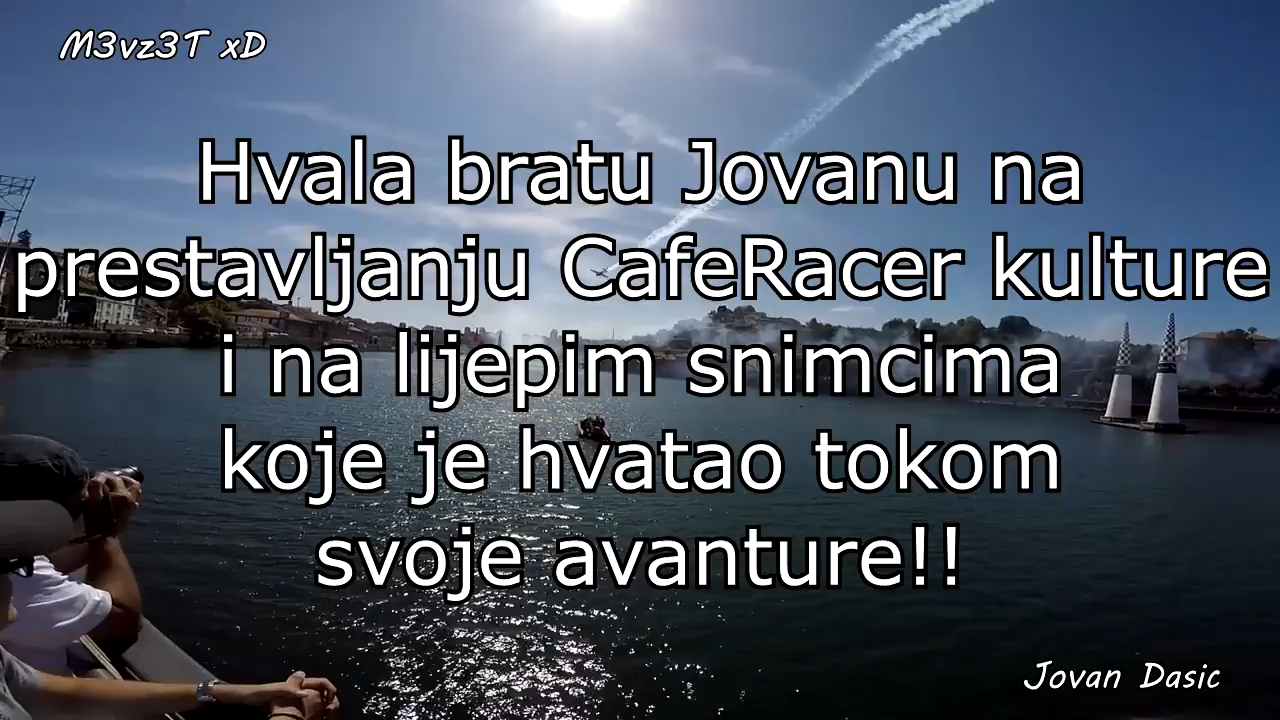 M3vz3T xD
Hvala bratu Jovanu na
prestavljanju CafeRacer kulture
i na lijepim snimcima
koje je hvatao tokom
svoje avanture!!
Jovan Dasic